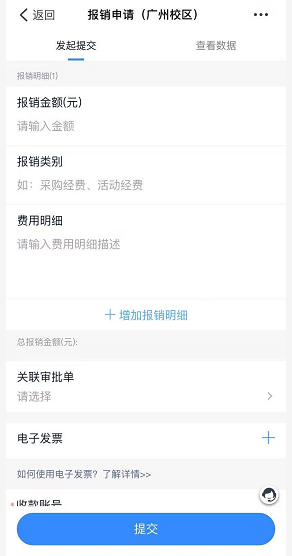 返回
报销申请（广州校区）
发起提交
查看数据
报销明细(1)
报销金额(元)
请输入金额
报销类别
如：采购经费、活动经费
费用明细
请输入费用明细描述
＋ 增加报销明细
总报销金额(元):
关联审批单
请选择
电子发票
如何使用电子发票？了解详情>>
*收款账号
提交